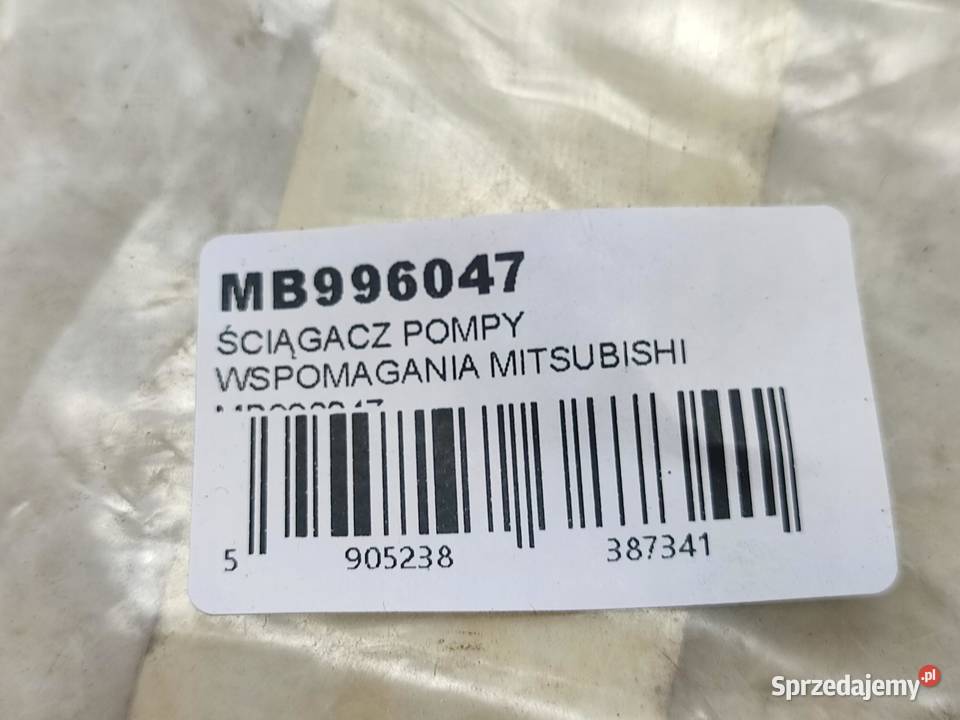 MB996047
ŚCIĄGACZ POMPY
WSPOMAGANIA MITSUBISHI
5 905238 387341
Sprzedajemy.pl